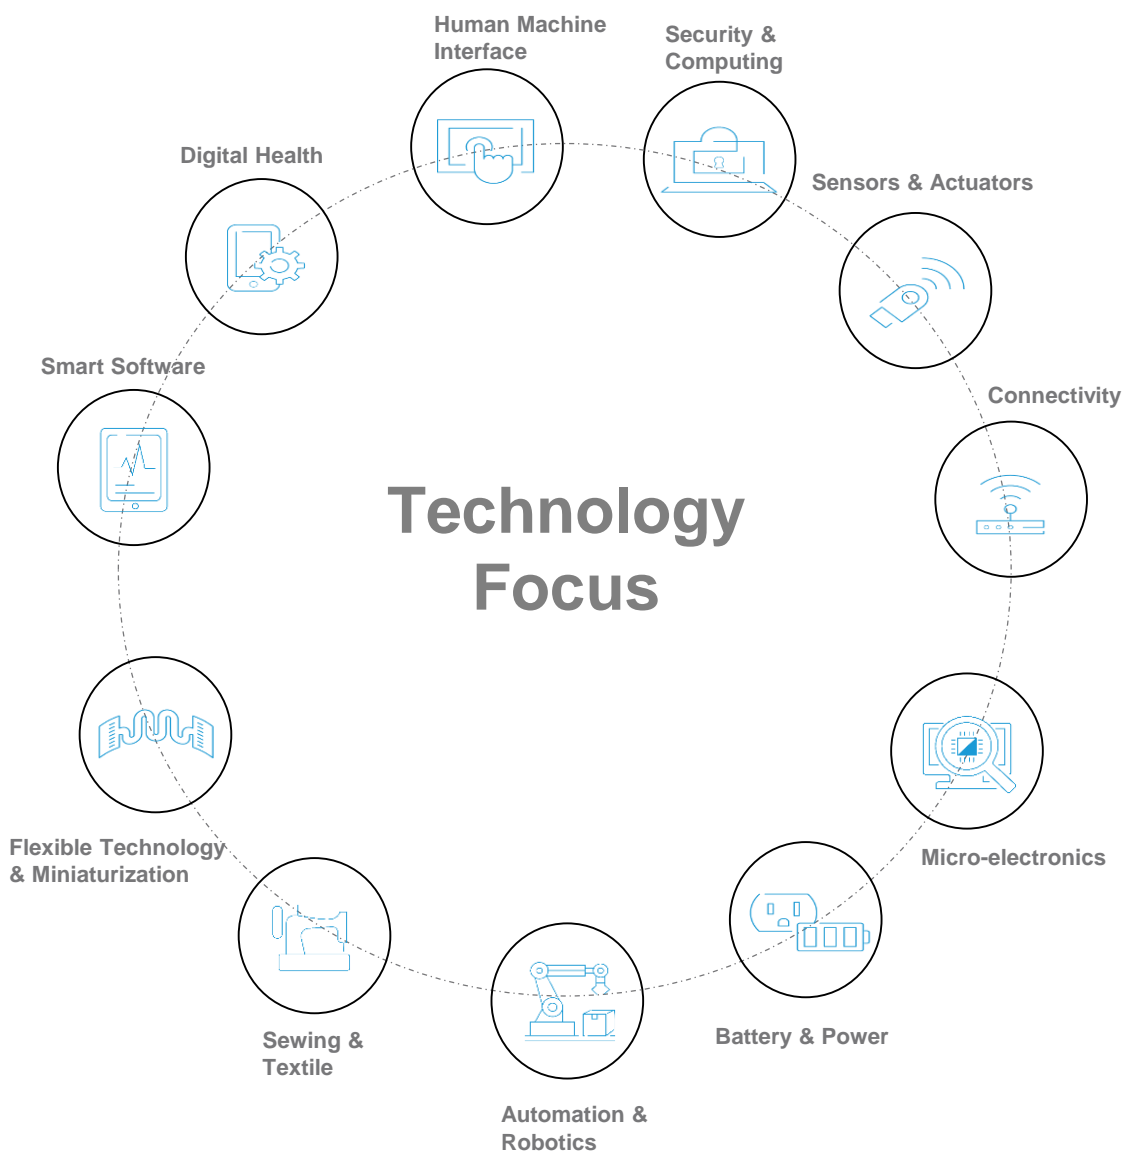 Human Machine
Interface
Security &
Computing
Digital Health
Sensors & Actuators
Smart Software
Connectivity
Technology
Focus
Flexible Technology
& Miniaturization
Micro-electronics
Sewing &
Textile
Battery & Power
Automation &
Robotics